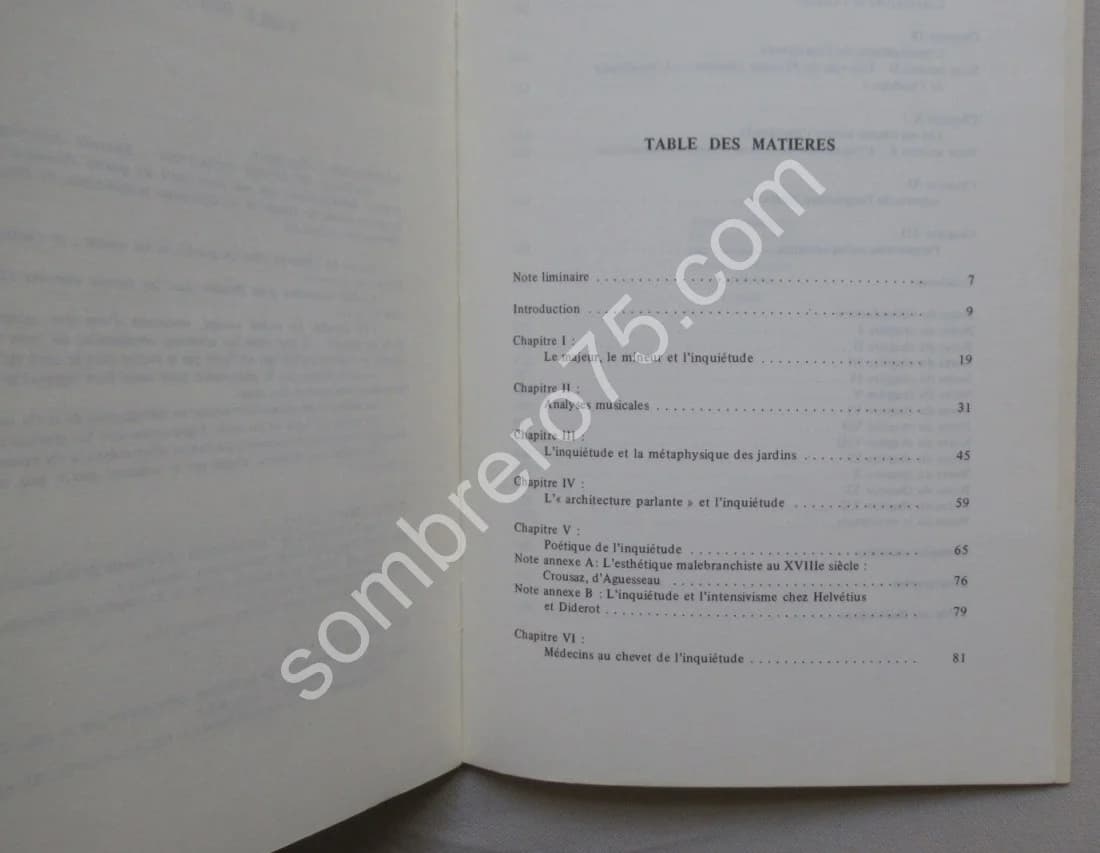 TABLE DES MATIERES
Note liminaire . . . . . . . . . . . . . . . . . . . . . . . . . . . . . . . . . . . . . . . . 7
Introduction . . . . . . . . . . . . . . . . . . . . . . . . . . . . . . . . . . . . . . . . 9
Chapitre I :
Le majeur, le mineur et l'inquiétude . . . . . . . . . . . . . . . . . . . 19
Chapitre II :
Analyses musicales . . . . . . . . . . . . . . . . . . . . . . . . . . . . . . 31
Chapitre III :
L'inquiétude et la métaphysique des jardins . . . . . . . . . . . . . 45
Chapitre IV :
L'« architecture parlante » et l'inquiétude . . . . . . . . . . . . . . 59
Chapitre V :
Poétique de l'inquiétude . . . . . . . . . . . . . . . . . . . . . . . . . . 65
Note annexe A : L'esthétique malebranchiste au XVIIIe siècle :
Crousaz, d'Aguesseau . . . . . . . . . . . . . . . . . . . . . . . . . . . . 76
Note annexe B : L'inquiétude et l'intensivisme chez Helvétius
et Diderot . . . . . . . . . . . . . . . . . . . . . . . . . . . . . . . . . . . 79
Chapitre VI :
Médecins au chevet de l'inquiétude . . . . . . . . . . . . . . . . . . . 81
sombrero75.com